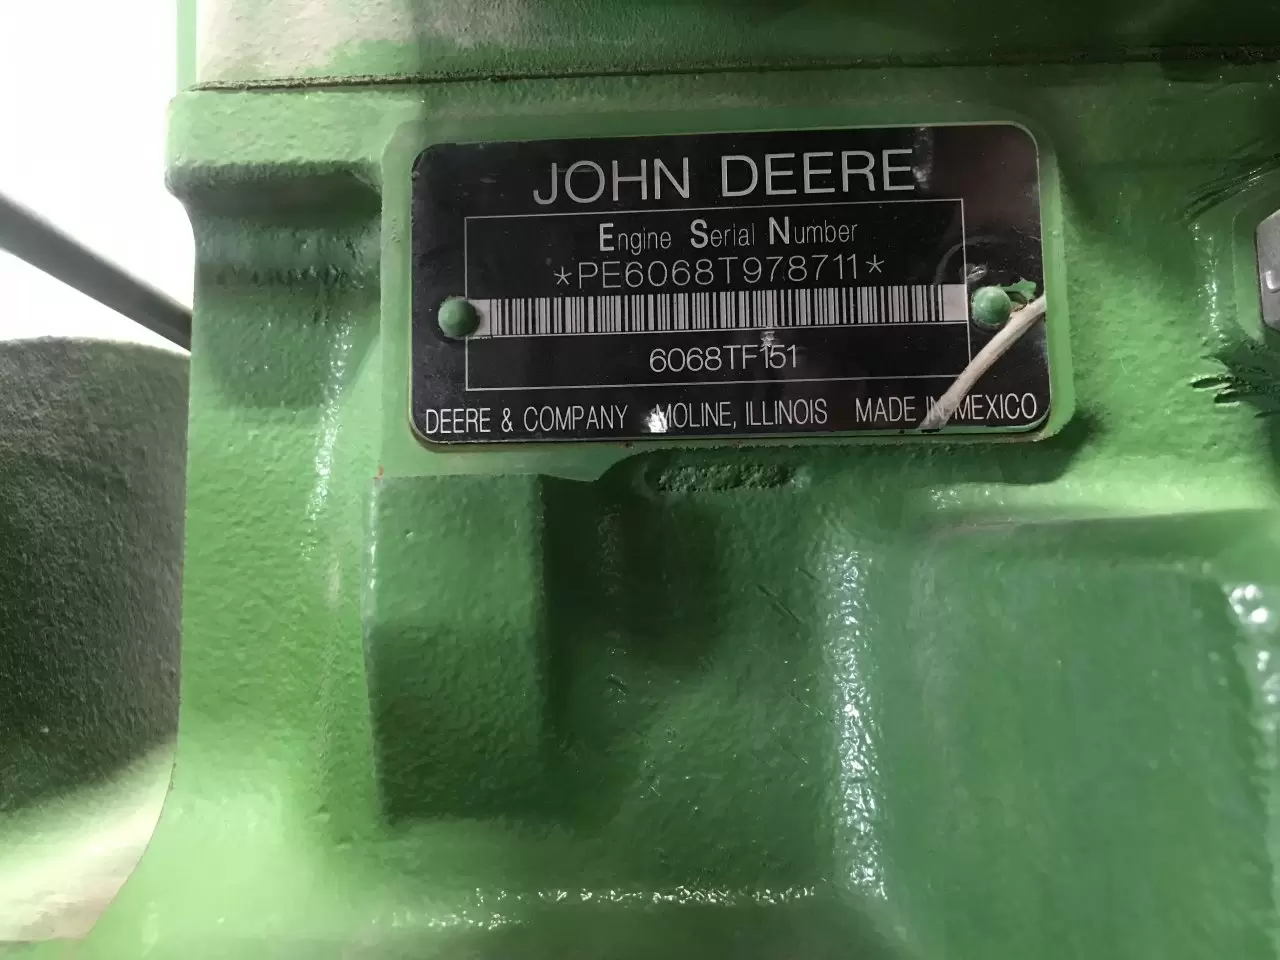 JOHN DEERE
Engine Serial Number
*PE6068T978711*
6068TF151
DEERE & COMPANY MOLINE, ILLINOIS MADE IN MEXICO